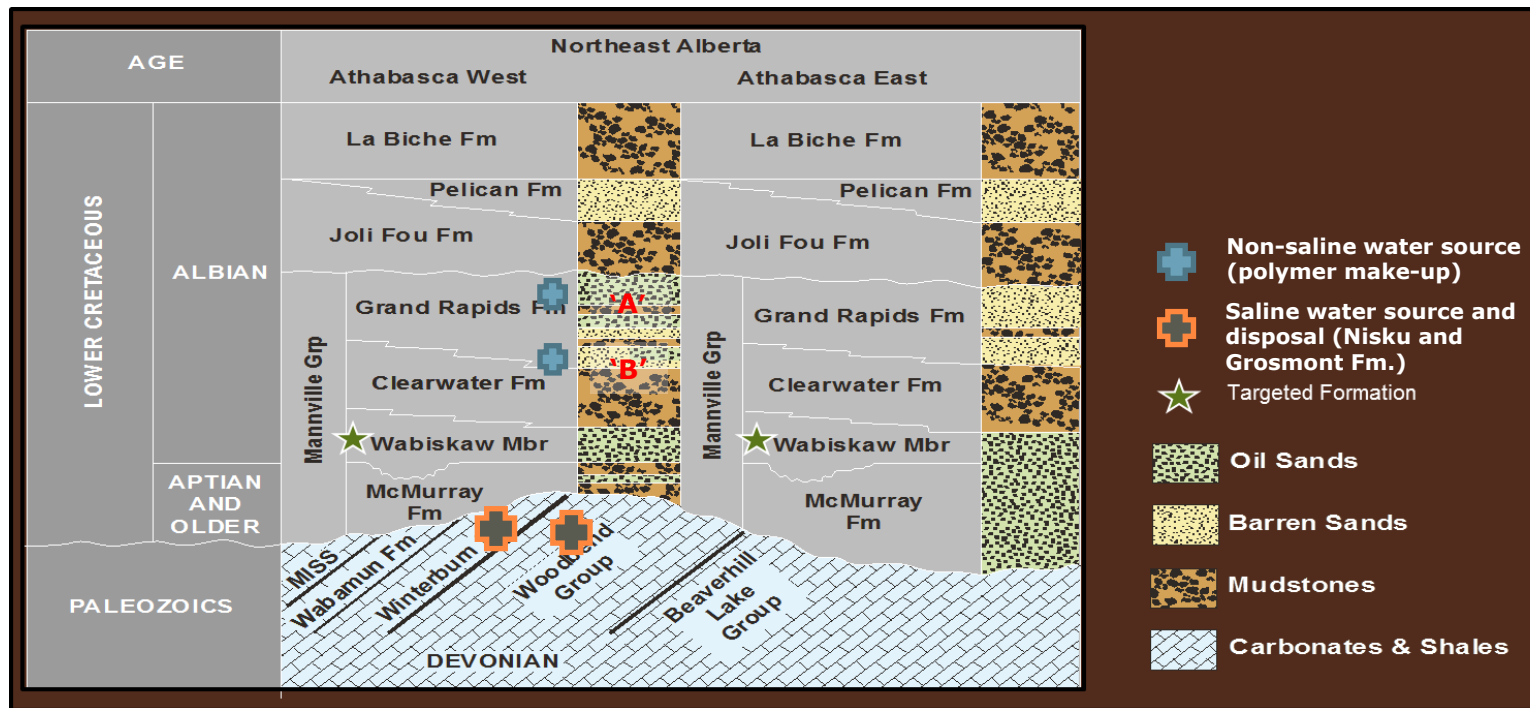 AGE
Northeast Alberta
Athabasca West
Athabasca East
LOWER CRETACEOUS
ALBIAN
APTIAN
AND
OLDER
PALEOZOICS
La Biche Fm
Pelican Fm
Joli Fou Fm
Mannville Grp
Grand Rapids Fm
'A'
'B'
Clearwater Fm
Wabiskaw Mbr
McMurray
Fm
La Biche Fm
Pelican Fm
Joli Fou Fm
Mannville Grp
Grand Rapids Fm
Clearwater Fm
Wabiskaw Mbr
McMurray
Fm
MISS
Wabamun Fm
Winterburn
Woodbend
Group
Beaverhill
Lake
Group
DEVONIAN
Non-saline water source
(polymer make-up)
Saline water source and
disposal (Nisku and
Grosmont Fm.)
Targeted Formation
Oil Sands
Barren Sands
Mudstones
Carbonates & Shales